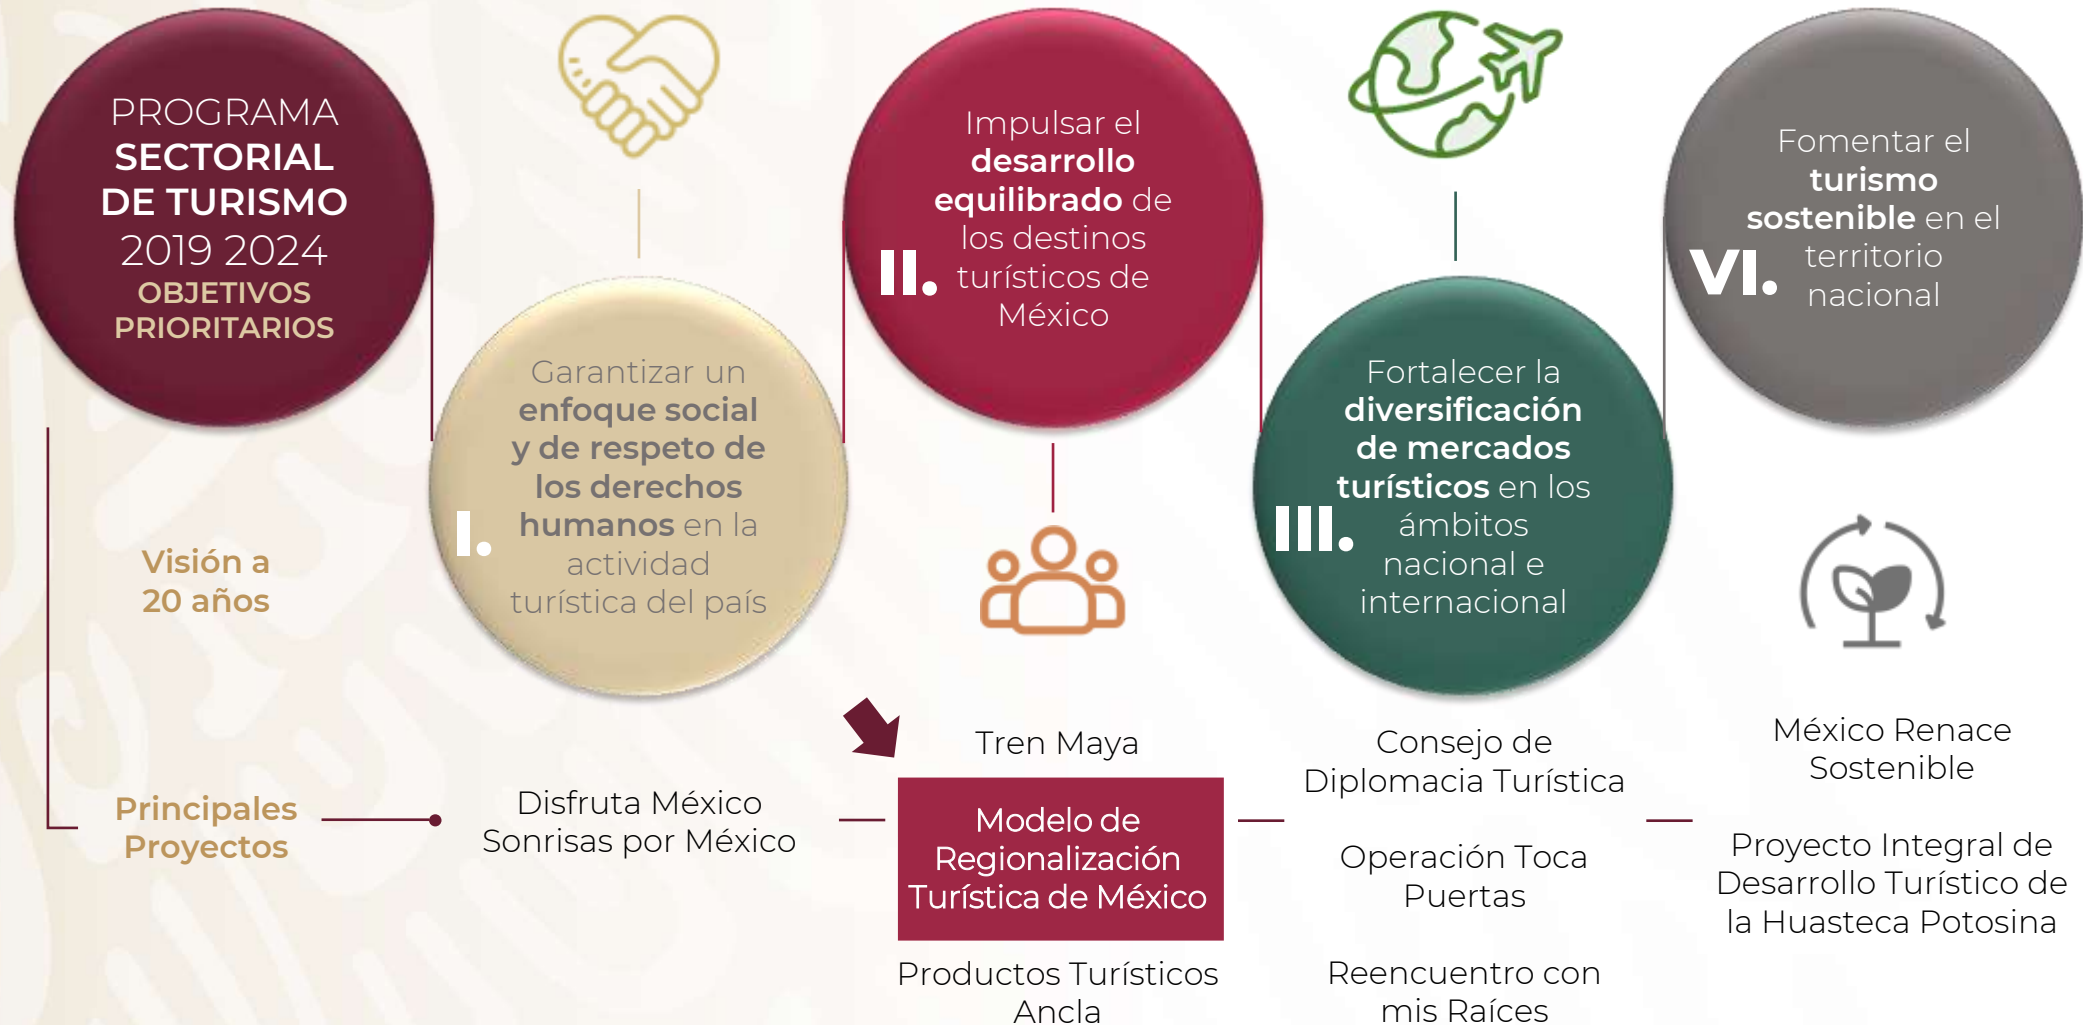 PROGRAMA
SECTORIAL
DE TURISMO
2019 2024
OBJETIVOS
PRIORITARIOS
Visión a
20 años
Principales
Proyectos
I.
Garantizar un
enfoque social
y de respeto de
los derechos
humanos en la
actividad
turística del país
Disfruta México
Sonrisas por México
II.
Impulsar el
desarrollo
equilibrado de
los destinos
turísticos de
México
Tren Maya
Modelo de
Regionalización
Turística de México
Productos Turísticos
Ancla
III.
Fortalecer la
diversificación
de mercados
turísticos en los
ámbitos
nacional e
internacional
Consejo de
Diplomacia Turística
Operación Toca
Puertas
Reencuentro con
mis Raíces
VI.
Fomentar el
turismo
sostenible en el
territorio
nacional
México Renace
Sostenible
Proyecto Integral de
Desarrollo Turístico de
la Huasteca Potosina